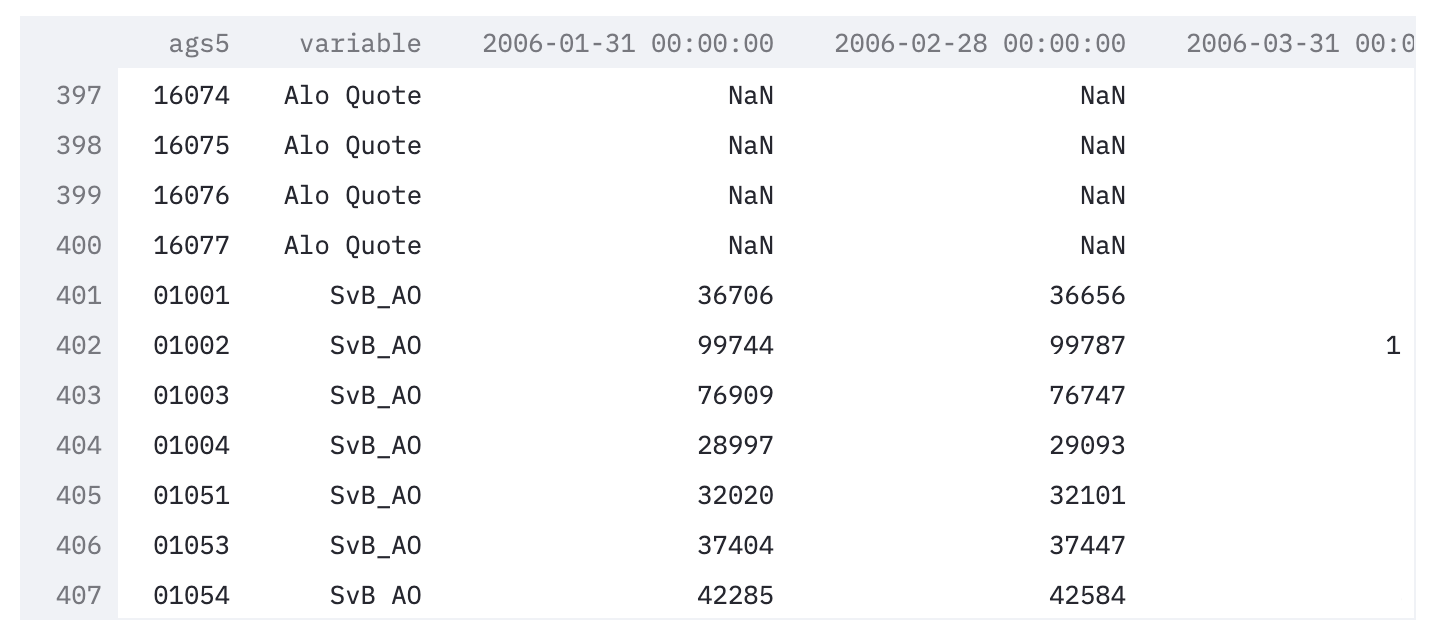 ags5 variable 2006-01-31 00:00:00 2006-02-28 00:00:00 2006-03-31 00:0
397 16074 Alo Quote NaN NaN
398 16075 Alo Quote NaN NaN
399 16076 Alo Quote NaN NaN
400 16077 Alo Quote NaN NaN
401 01001 SvB_AO 36706 36656
402 01002 SvB_AO 99744 99787 1
403 01003 SvB_AO 76909 76747
404 01004 SvB_AO 28997 29093
405 01051 SvB_AO 32020 32101
406 01053 SvB_AO 37404 37447
407 01054 SvB AO 42285 42584